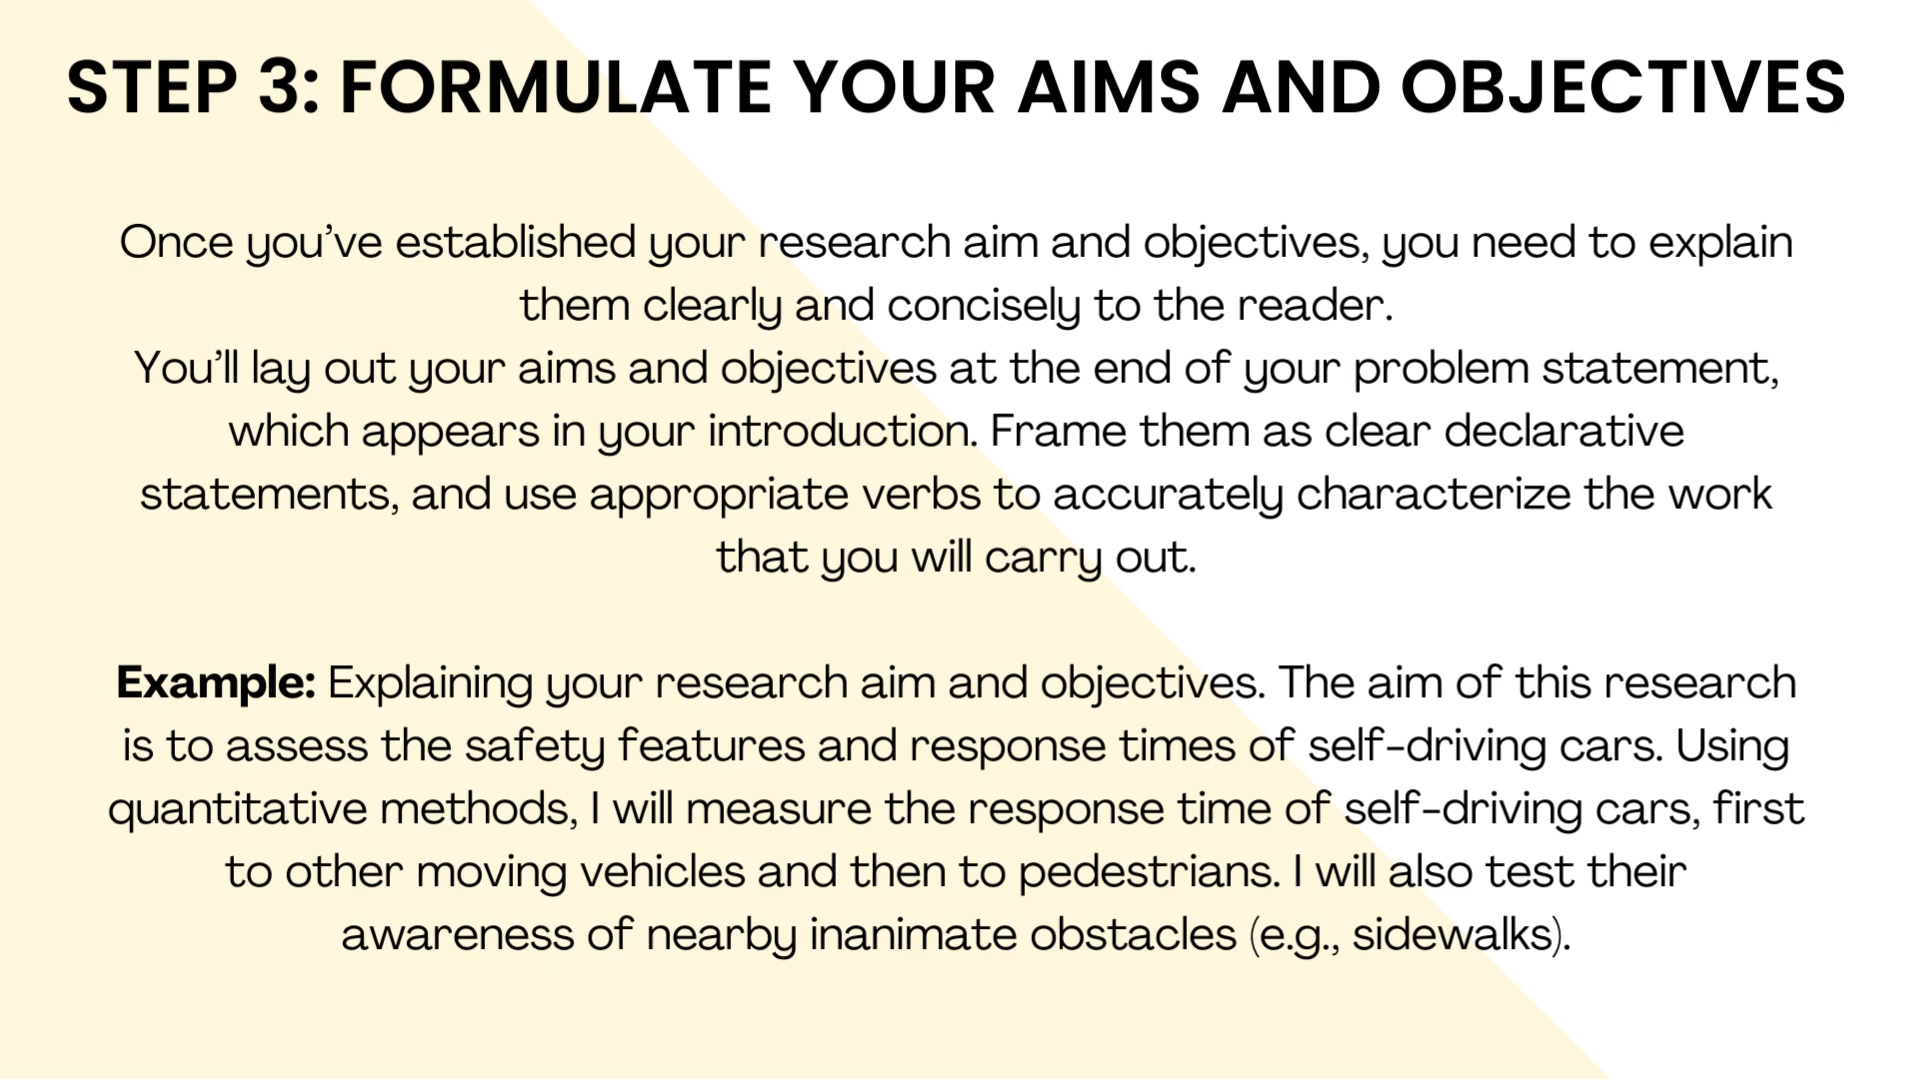 STEP 3: FORMULATE YOUR AIMS AND OBJECTIVES
Once you’ve established your research aim and objectives, you need to explain
them clearly and concisely to the reader.
You’ll lay out your aims and objectives at the end of your problem statement,
which appears in your introduction. Frame them as clear declarative
statements, and use appropriate verbs to accurately characterize the work
that you will carry out.
Example: Explaining your research aim and objectives. The aim of this research
is to assess the safety features and response times of self-driving cars. Using
quantitative methods, I will measure the response time of self-driving cars, first
to other moving vehicles and then to pedestrians. I will also test their
awareness of nearby inanimate obstacles (e.g., sidewalks).